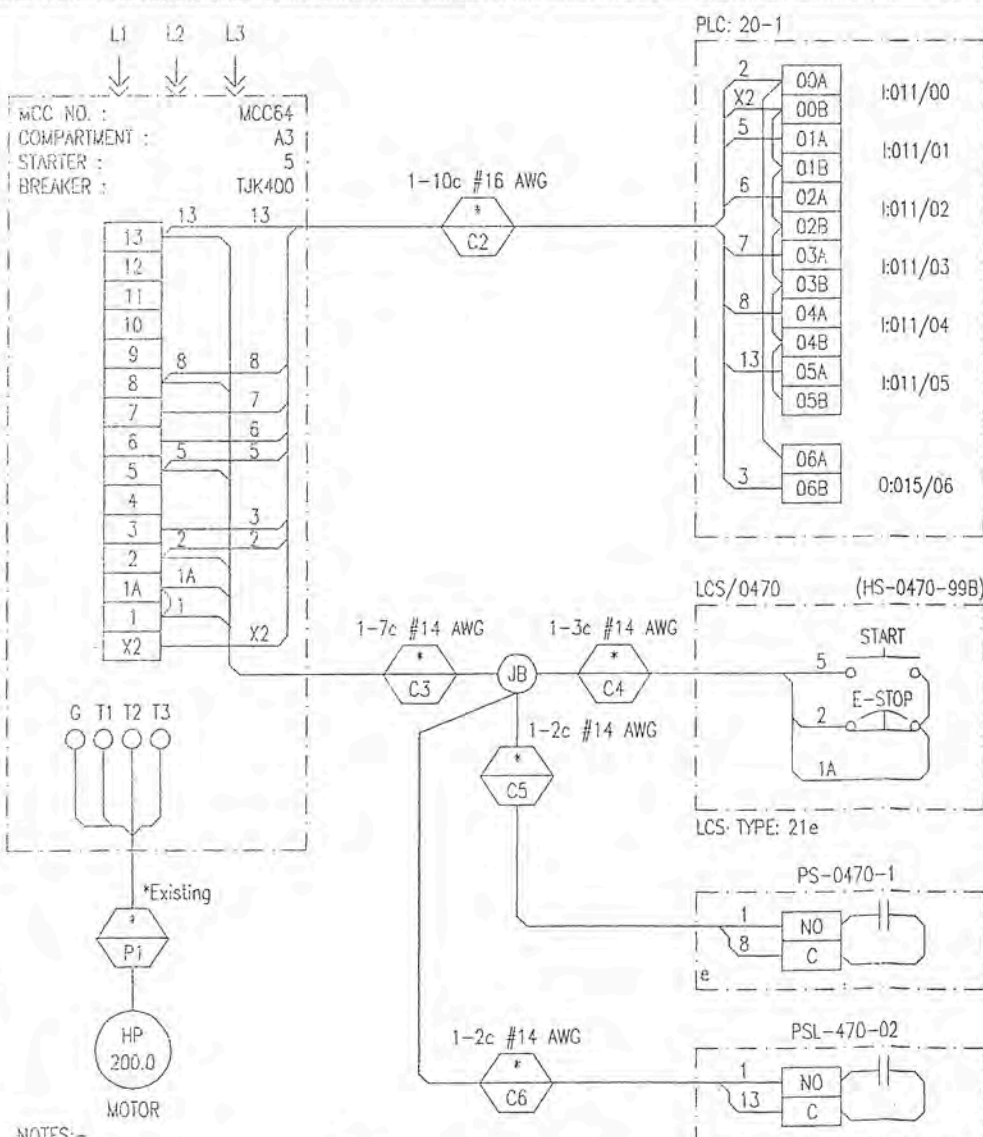 L1 L2 L3
MCC NO. : MCC64
COMPARTMENT : A3
STARTER : 5
BREAKER : TJK400
13 13
13
12
11
10
9
8 8
8
7
7
6
6
5 5
5
4
3
3
2 2
2
1A
1A
1
1
X2
X2
G T1 T2 T3
*Existing
*
P1
HP
200.0
MOTOR
NOTES:-
1-10c #16 AWG
*
C2
PLC: 20-1
2 00A I:011/00
X2 00B
5 01A I:011/01
01B
6 02A I:011/02
02B
7 03A I:011/03
03B
8 04A I:011/04
04B
13 05A I:011/05
05B
06A
3 06B O:015/06
1-7c #14 AWG
*
C3
JB
1-3c #14 AWG
*
C4
LCS/0470 (HS-0470-99B)
START
5
E-STOP
2
1A
LCS TYPE: 21e
1-2c #14 AWG
*
C5
PS-0470-1
1 NO
8 C
e
1-2c #14 AWG
*
C6
PSL-470-02
1 NO
13 C